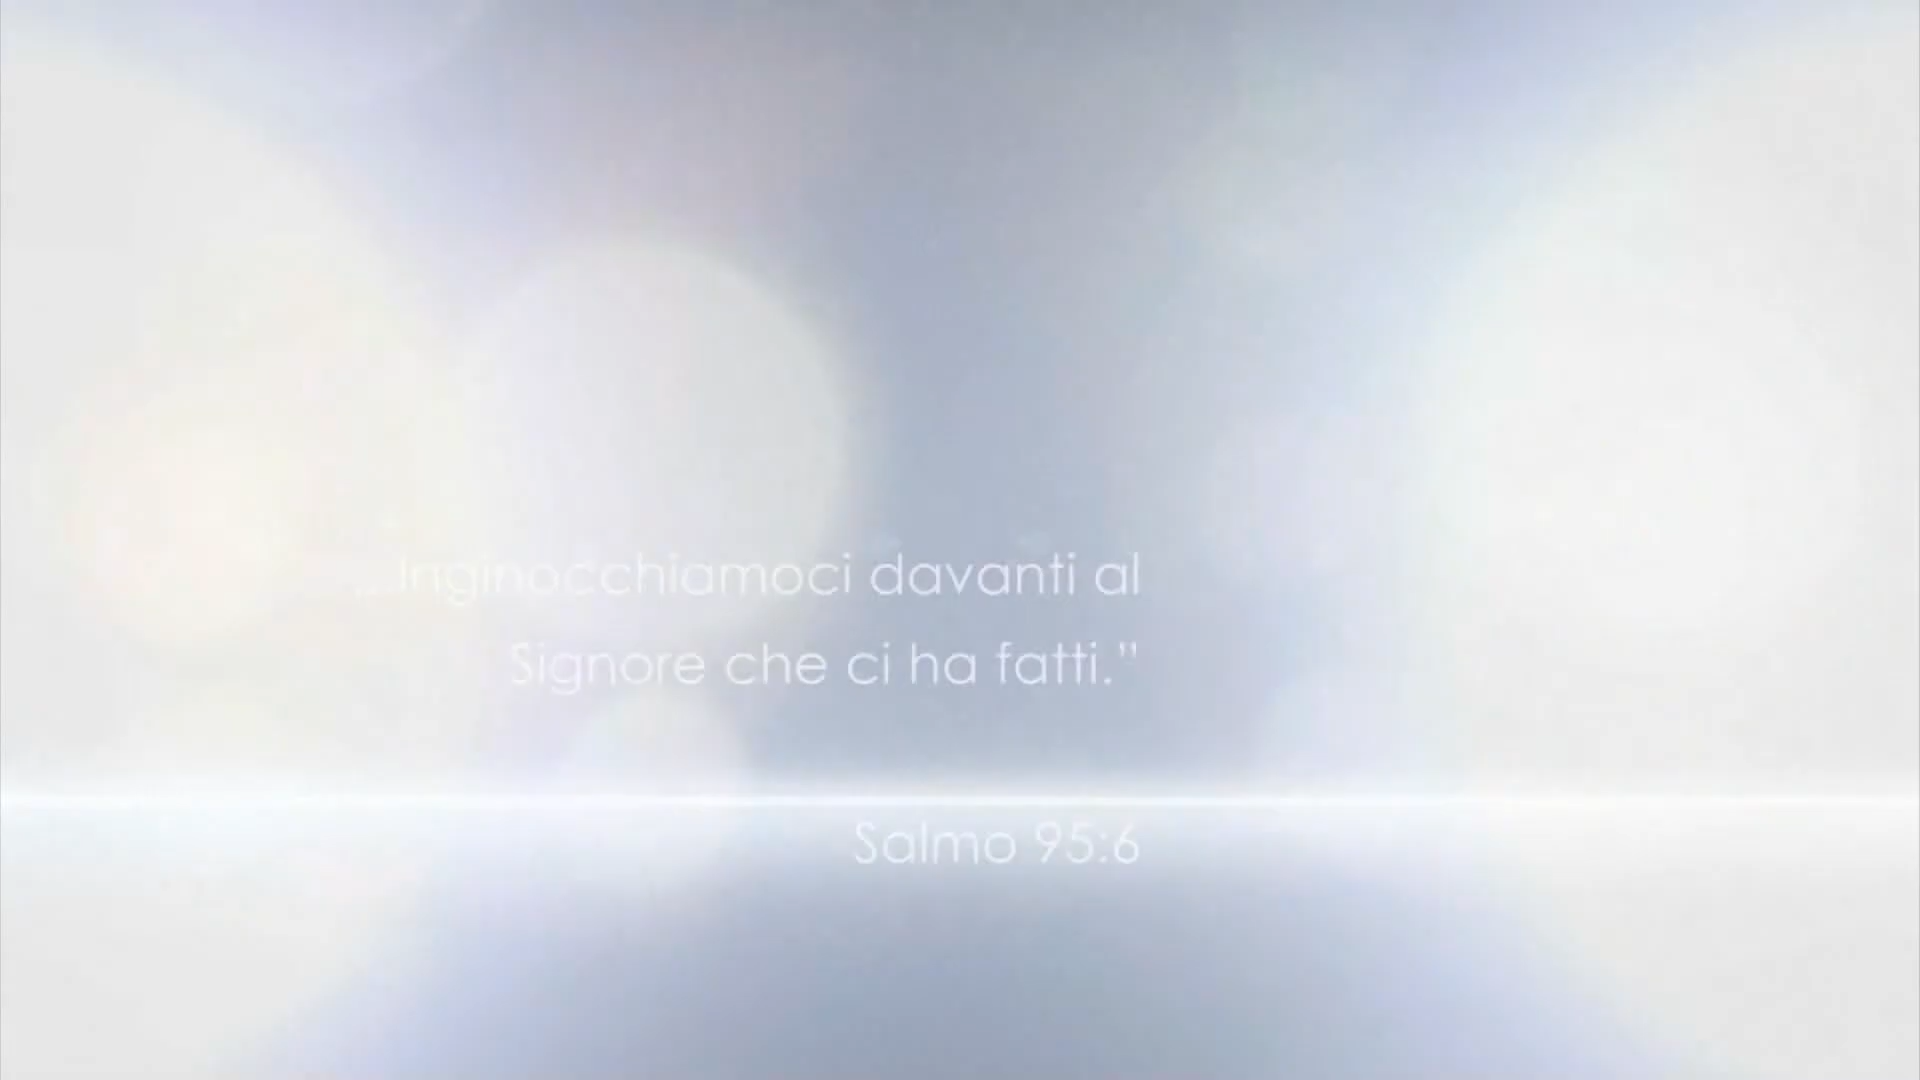 ...Inginocchiamoci davanti al
Signore che ci ha fatti."
Salmo 95:6